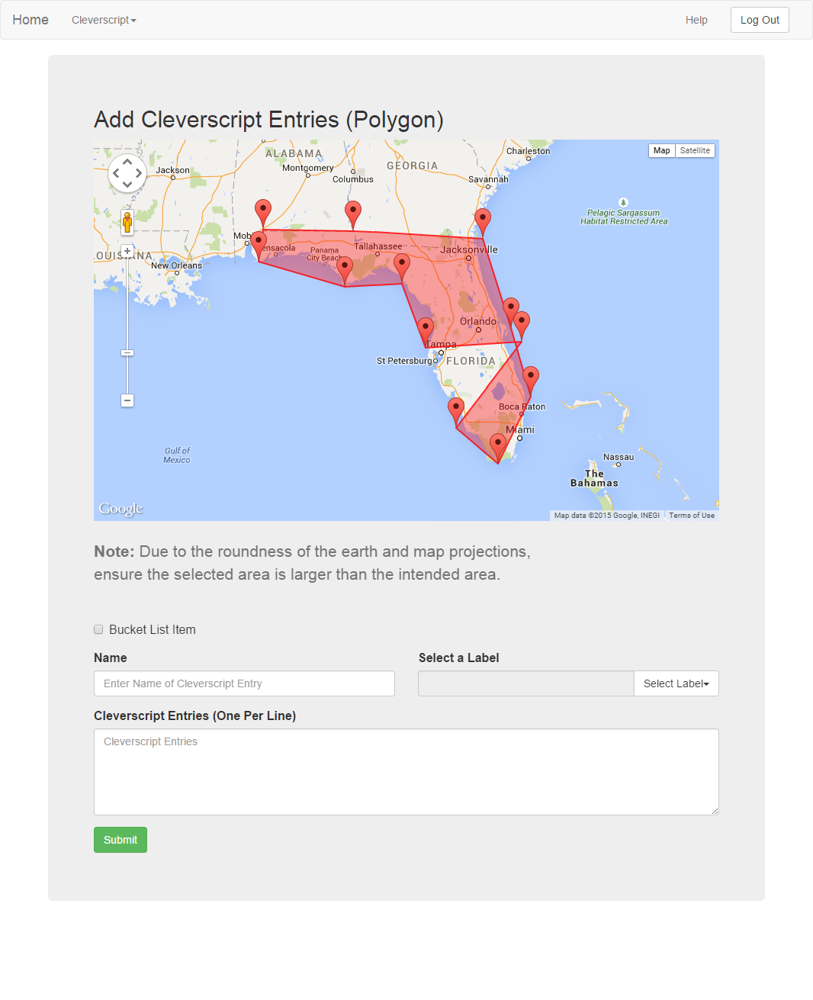 Home Cleverscript Help Log Out
Add Cleverscript Entries (Polygon)
Map Satellite
ALABAMA
Charleston
Jackson
Montgomery
GEORGIA
Columbus
Savannah
Pelagic Sargassum
Habitat Restricted Area
Mob
ensacola
Panama
City Beach
Tallahassee
Jacksonville
OUISIANA
New Orleans
Orlando
Tampa
St Petersburg
FLORIDA
Boca Raton
Miami
Gulf of
Mexico
Nassau
The
Bahamas
Google
Map data ©2015 Google, INEGI Terms of Use
Note: Due to the roundness of the earth and map projections,
ensure the selected area is larger than the intended area.
Bucket List Item
Name Select a Label
Enter Name of Cleverscript Entry Select Label
Cleverscript Entries (One Per Line)
Cleverscript Entries
Submit